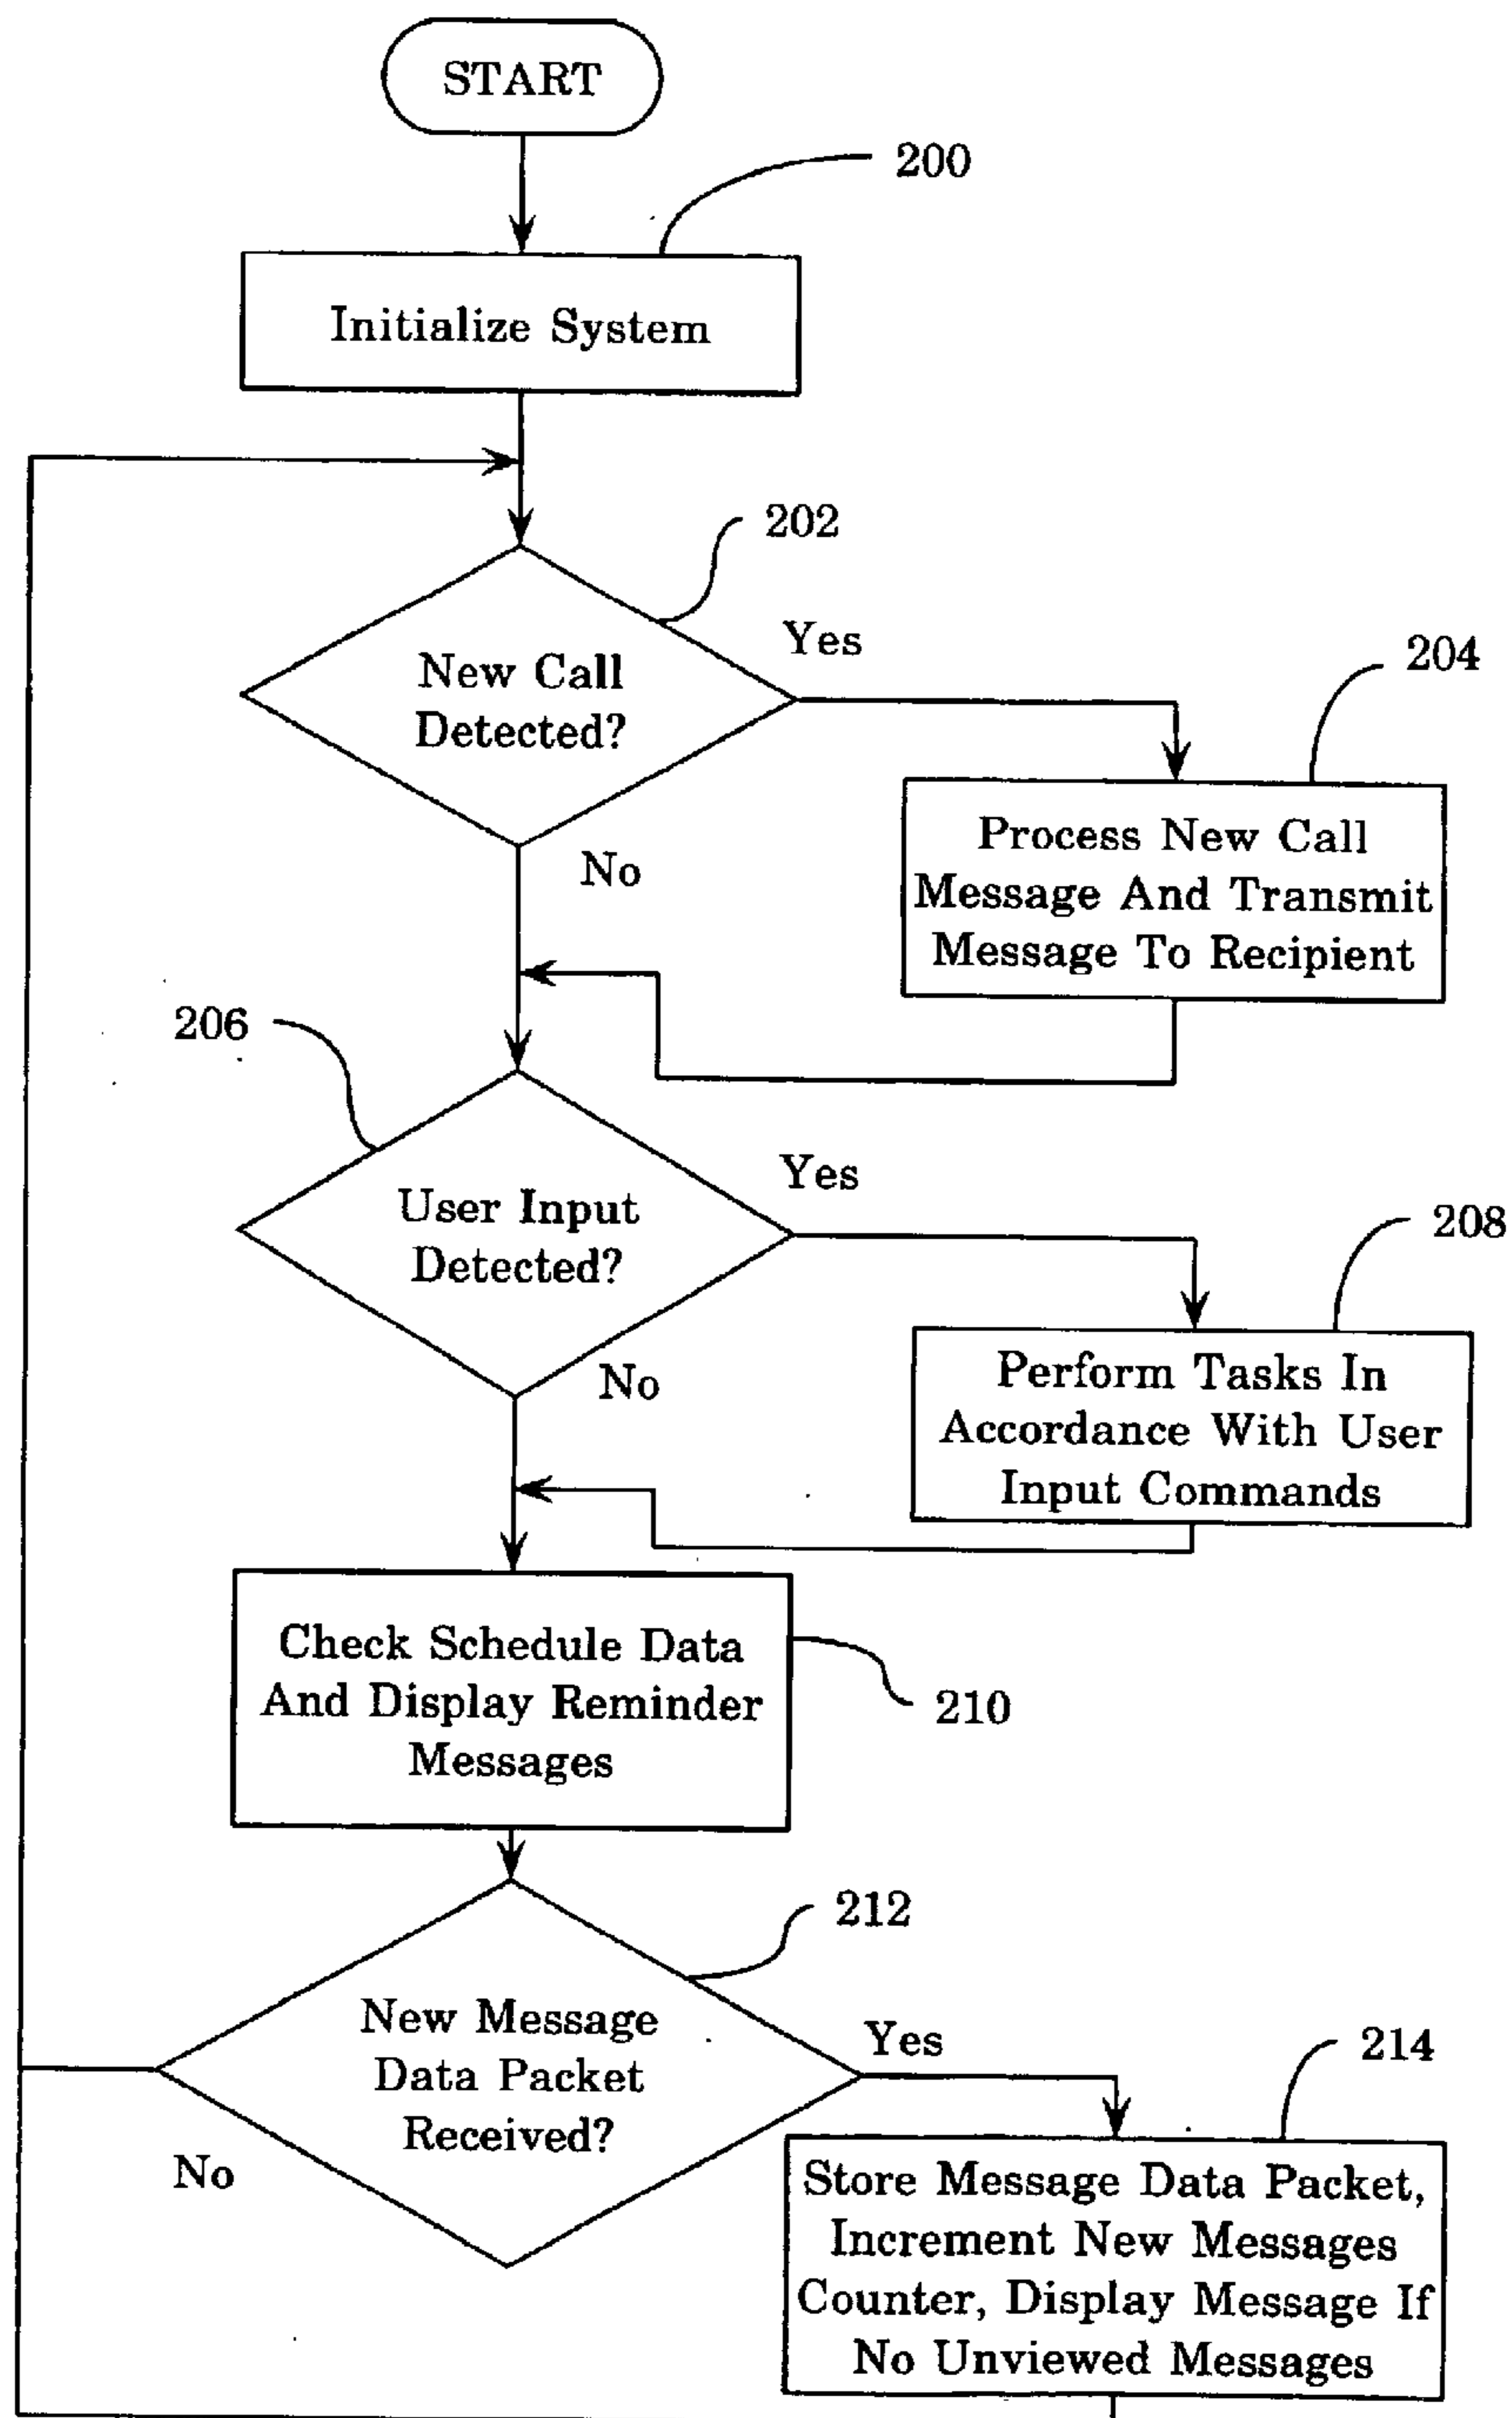 START
200
Initialize System
202
New Call
Detected?
Yes
204
Process New Call
Message And Transmit
Message To Recipient
No
206
User Input
Detected?
Yes
208
Perform Tasks In
Accordance With User
Input Commands
No
Check Schedule Data
And Display Reminder
Messages
210
212
New Message
Data Packet
Received?
Yes
No
214
Store Message Data Packet,
Increment New Messages
Counter, Display Message If
No Unviewed Messages